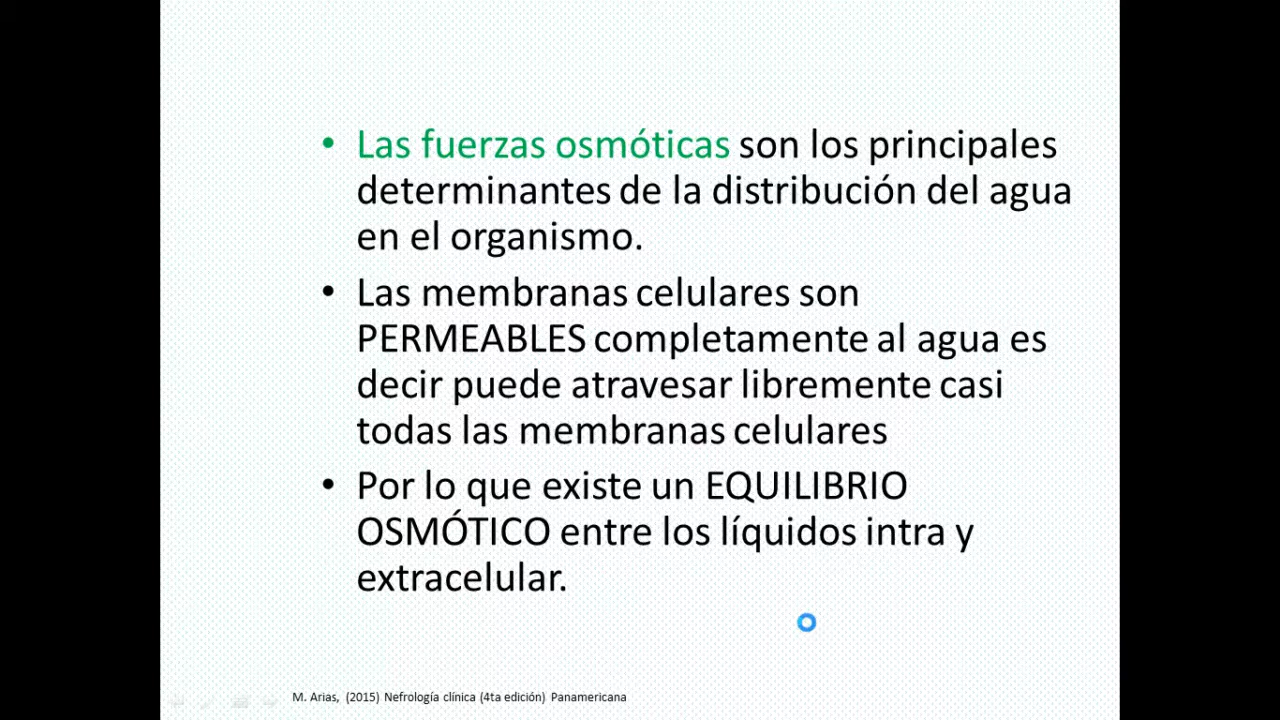 • Las fuerzas osmóticas son los principales
determinantes de la distribución del agua
en el organismo.
• Las membranas celulares son
PERMEABLES completamente al agua es
decir puede atravesar libremente casi
todas las membranas celulares
• Por lo que existe un EQUILIBRIO
OSMÓTICO entre los líquidos intra y
extracelular.
M. Arias, (2015) Nefrología clínica (4ta edición) Panamericana